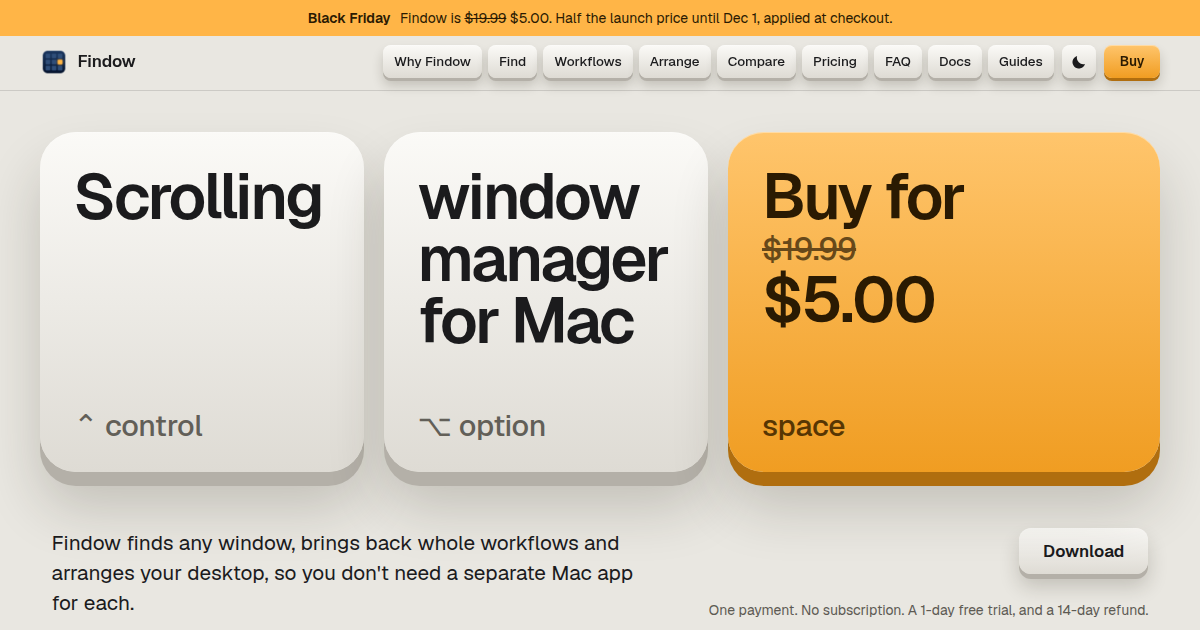 Black Friday Findow is $19.99 $5.00. Half the launch price until Dec 1, applied at checkout.
Findow
Why Findow
Find
Workflows
Arrange
Compare
Pricing
FAQ
Docs
Guides
Buy
Scrolling
⌃ control
window
manager
for Mac
⌥ option
Buy for
$19.99
$5.00
space
Findow finds any window, brings back whole workflows and
arranges your desktop, so you don't need a separate Mac app
for each.
Download
One payment. No subscription. A 1-day free trial, and a 14-day refund.